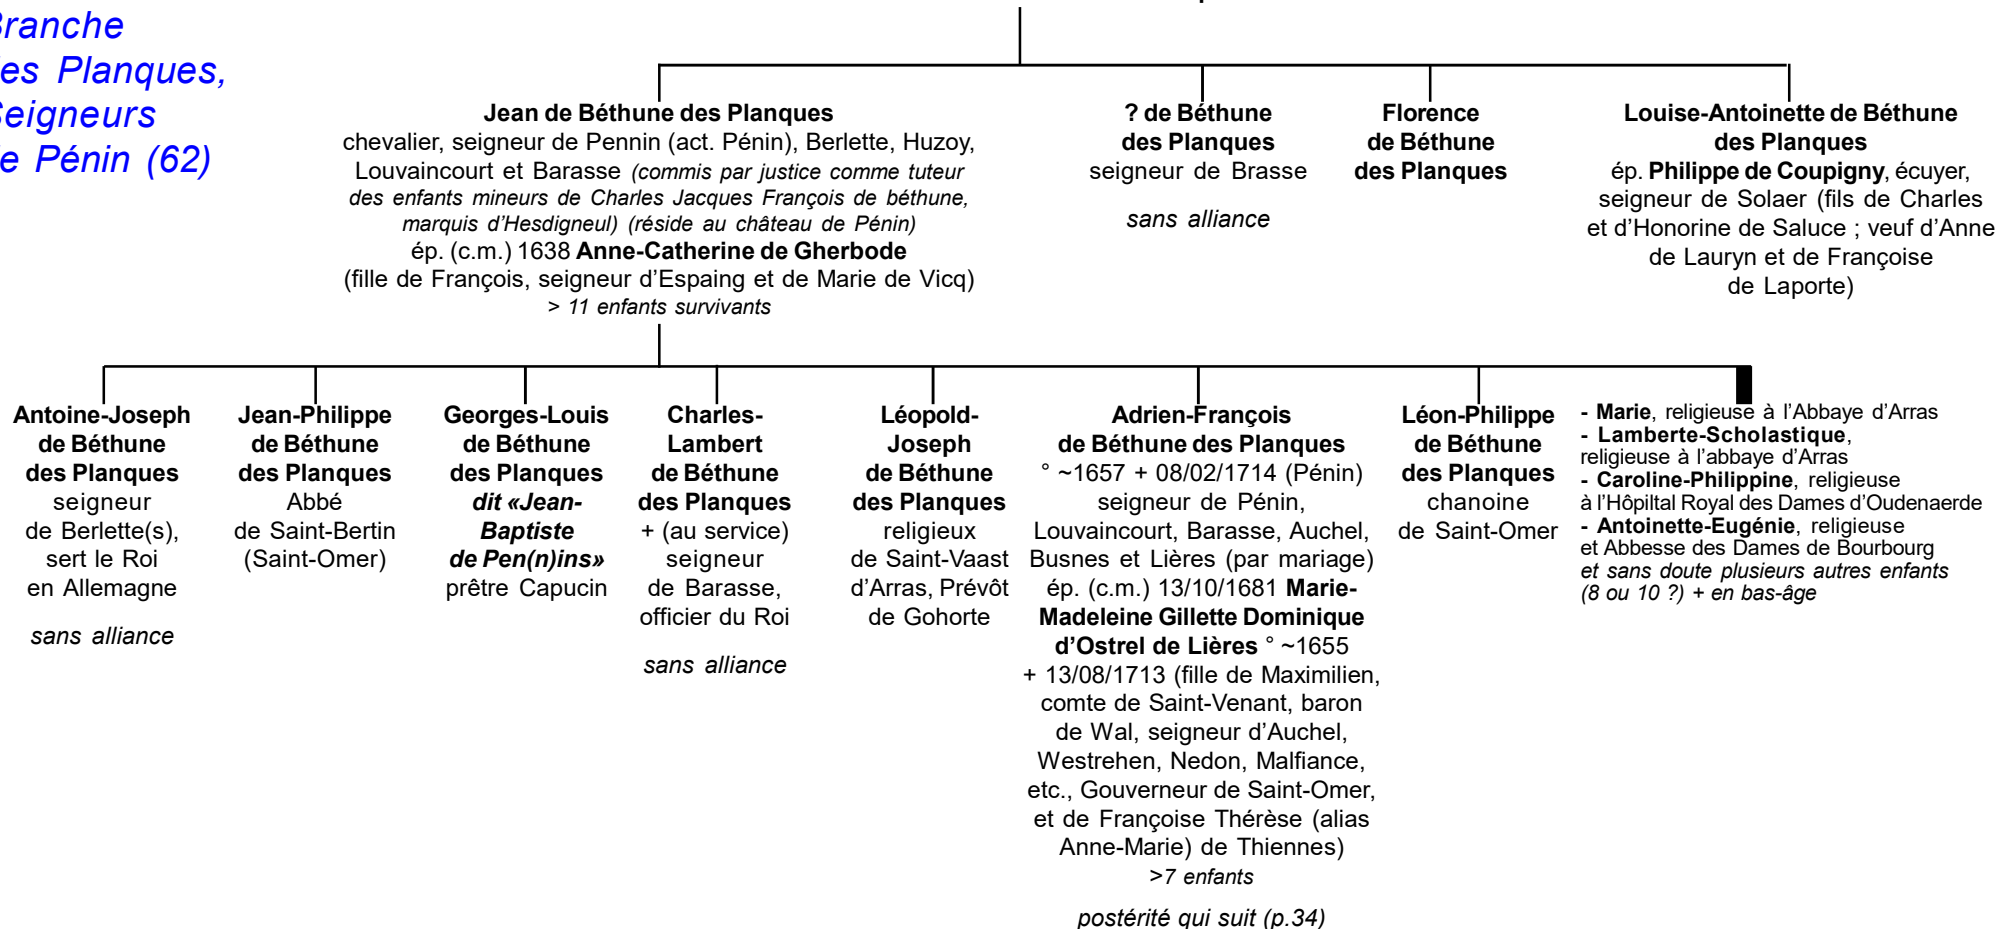 Branche
des Planques,
Seigneurs
de Pénin (62)
Jean de Béthune des Planques
chevalier, seigneur de Pennin (act. Pénin), Berlette, Huzoy,
Louvaincourt et Barasse (commis par justice comme tuteur
des enfants mineurs de Charles Jacques François de béthune,
marquis d’Hesdigneul) (réside au château de Pénin)
ép. (c.m.) 1638 Anne-Catherine de Gherbode
(fille de François, seigneur d’Espaing et de Marie de Vicq)
> 11 enfants survivants
? de Béthune
des Planques
seigneur de Brasse
sans alliance
Florence
de Béthune
des Planques
Louise-Antoinette de Béthune
des Planques
ép. Philippe de Coupigny, écuyer,
seigneur de Solaer (fils de Charles
et d’Honorine de Saluce ; veuf d’Anne
de Lauryn et de Françoise
de Laporte)
Antoine-Joseph
de Béthune
des Planques
seigneur
de Berlette(s),
sert le Roi
en Allemagne
sans alliance
Jean-Philippe
de Béthune
des Planques
Abbé
de Saint-Bertin
(Saint-Omer)
Georges-Louis
de Béthune
des Planques
dit «Jean-
Baptiste
de Pen(n)ins»
prêtre Capucin
Charles-
Lambert
de Béthune
des Planques
+ (au service)
seigneur
de Barasse,
officier du Roi
sans alliance
Léopold-
Joseph
de Béthune
des Planques
religieux
de Saint-Vaast
d’Arras, Prévôt
de Gohorte
Adrien-François
de Béthune des Planques
° ~1657 + 08/02/1714 (Pénin)
seigneur de Pénin,
Louvaincourt, Barasse, Auchel,
Busnes et Lières (par mariage)
ép. (c.m.) 13/10/1681 Marie-
Madeleine Gillette Dominique
d’Ostrel de Lières ° ~1655
+ 13/08/1713 (fille de Maximilien,
comte de Saint-Venant, baron
de Wal, seigneur d’Auchel,
Westrehen, Nedon, Malfiance,
etc., Gouverneur de Saint-Omer,
et de Françoise Thérèse (alias
Anne-Marie) de Thiennes)
>7 enfants
postérité qui suit (p.34)
Léon-Philippe
de Béthune
des Planques
chanoine
de Saint-Omer
- Marie, religieuse à l’Abbaye d’Arras
- Lamberte-Scholastique,
religieuse à l’abbaye d’Arras
- Caroline-Philippine, religieuse
à l’Hôpiltal Royal des Dames d’Oudenaerde
- Antoinette-Eugénie, religieuse
et Abbesse des Dames de Bourbourg
et sans doute plusieurs autres enfants
(8 ou 10 ?) + en bas-âge